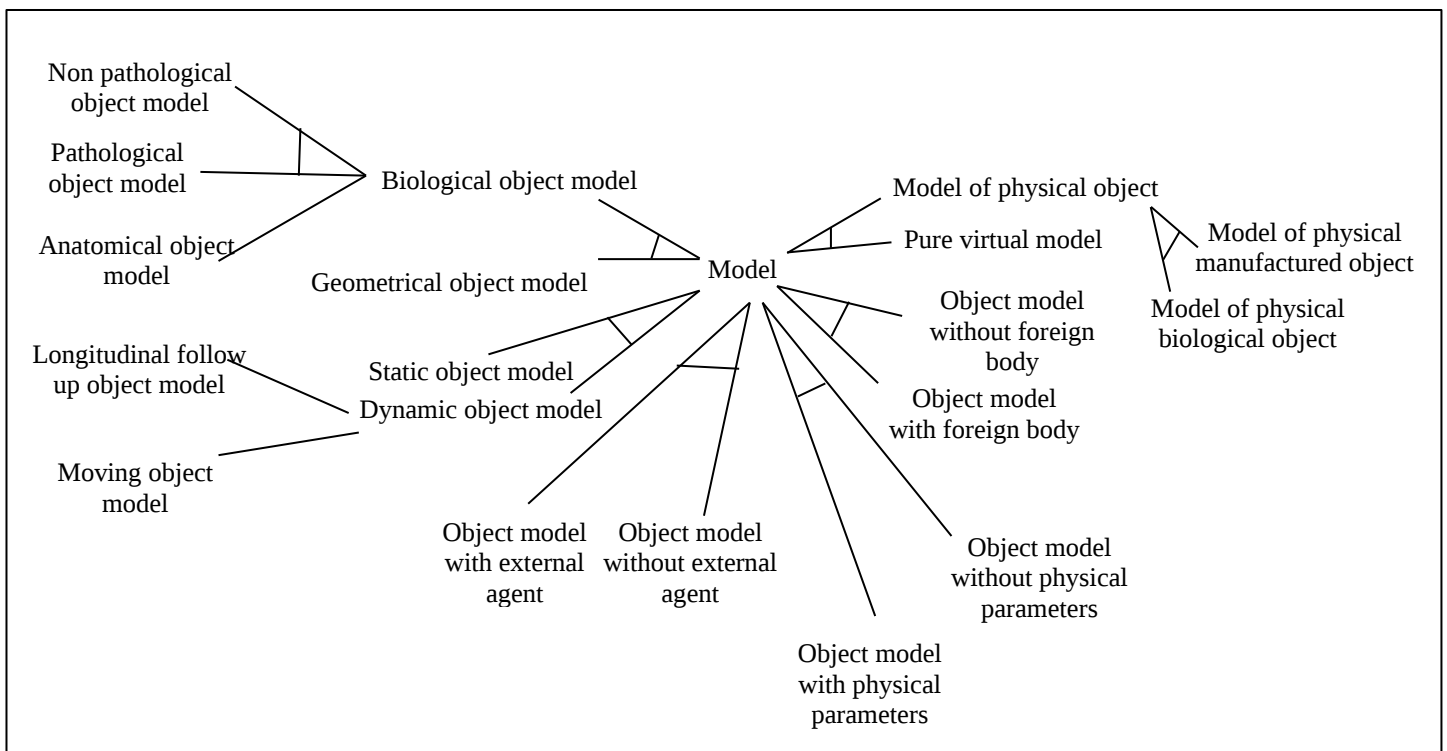 Non pathological
object model
Pathological
object model
Anatomical object
model
Biological object model
Geometrical object model
Longitudinal follow
up object model
Moving object
model
Static object model
Dynamic object model
Model
Model of physical object
Pure virtual model
Model of physical
manufactured object
Model of physical
biological object
Object model
without foreign
body
Object model
with foreign body
Object model
with external
agent
Object model
without external
agent
Object model
without physical
parameters
Object model
with physical
parameters